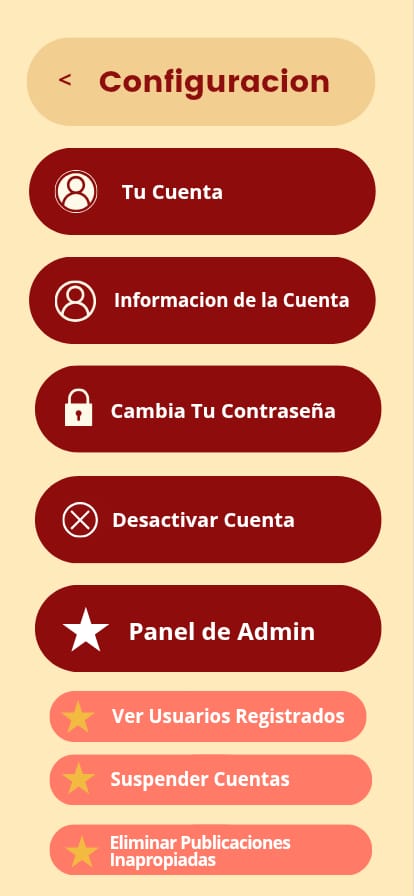 < Configuracion
Tu Cuenta
Informacion de la Cuenta
Cambia Tu Contraseña
Desactivar Cuenta
Panel de Admin
Ver Usuarios Registrados
Suspender Cuentas
Eliminar Publicaciones
Inapropiadas